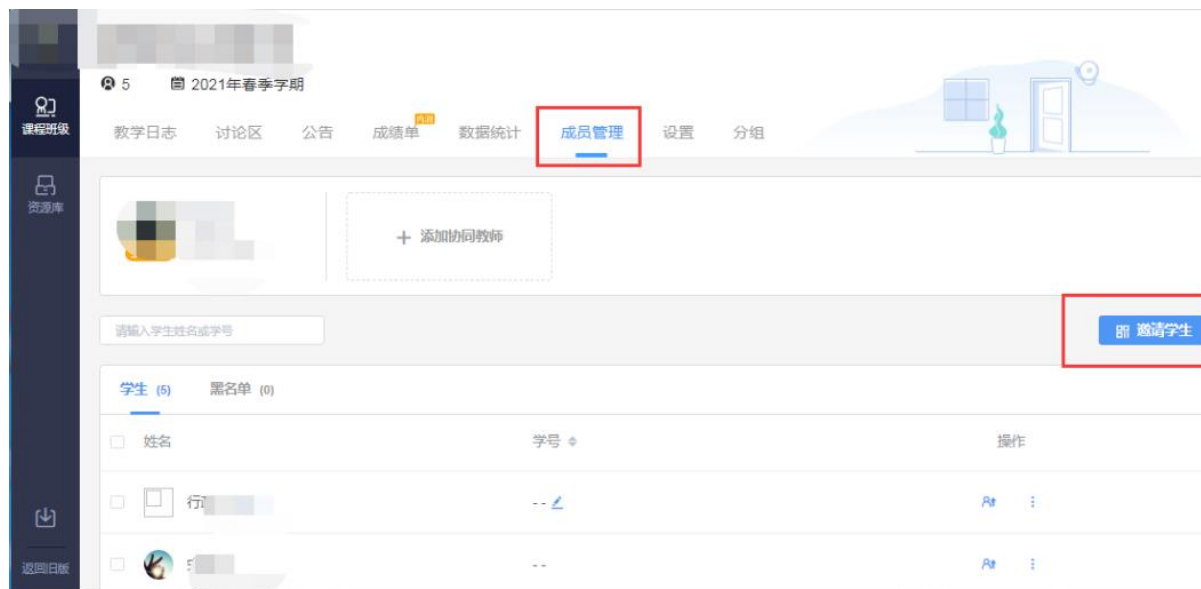 5 2021年春季学期
课程班级
教学日志 讨论区 公告 成绩单 内测 数据统计 成员管理 设置 分组
资源库
+ 添加协同教师
请输入学生姓名或学号
邀请学生
学生 (5) 黑名单 (0)
姓名 学号 操作
--
返回旧版 --